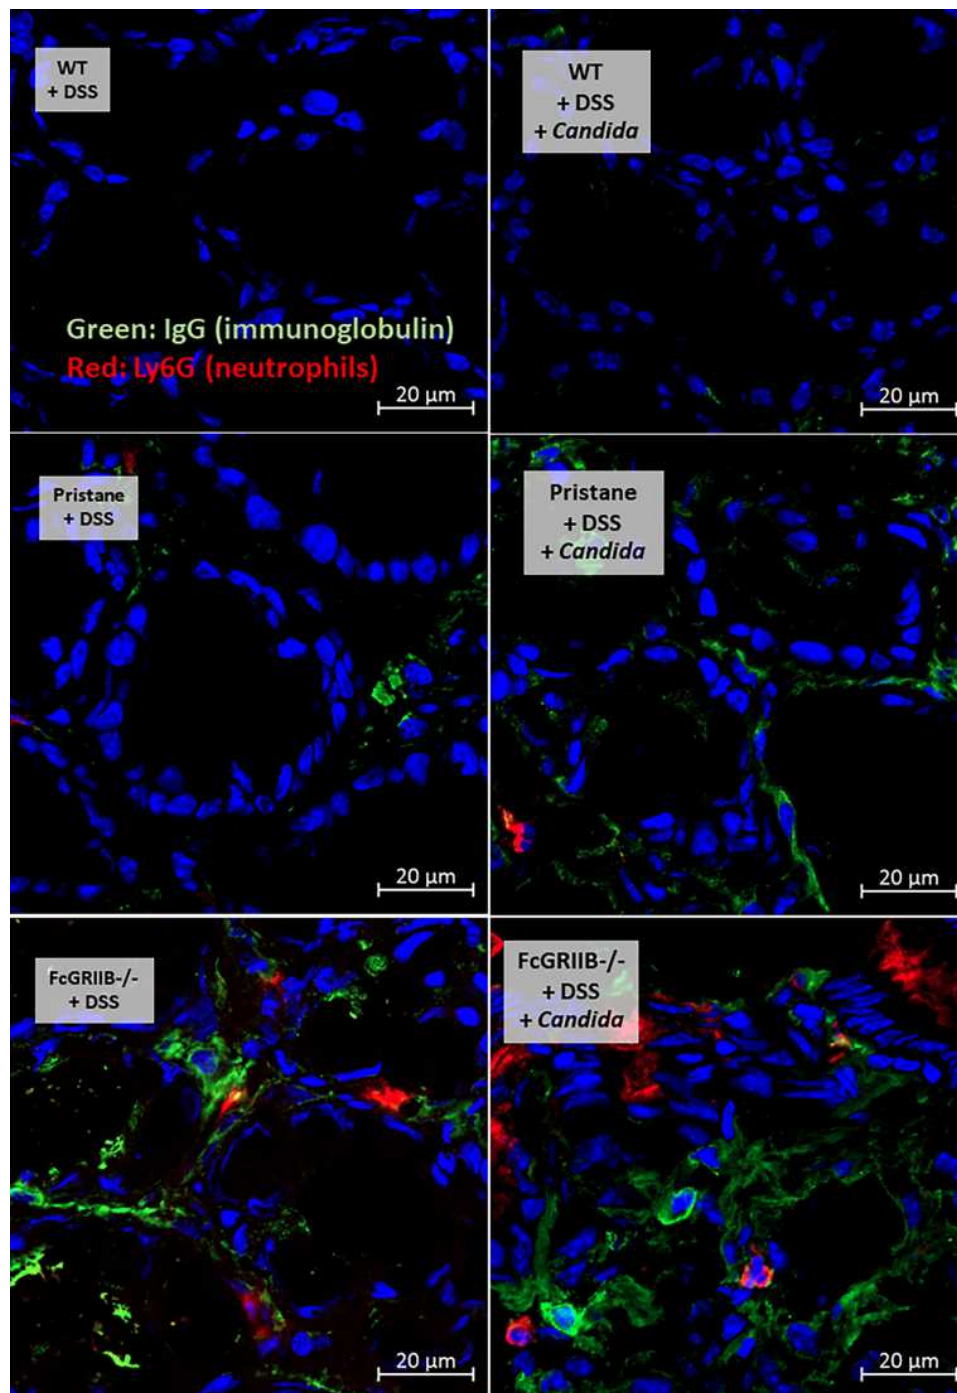 WT
+ DSS
WT
+ DSS
+ Candida
Green: IgG (immunoglobulin)
Red: Ly6G (neutrophils)
20 µm
20 µm
Pristane
+ DSS
Pristane
+ DSS
+ Candida
20 µm
20 µm
FcGRIIB-/-
+ DSS
FcGRIIB-/-
+ DSS
+ Candida
20 µm
20 µm